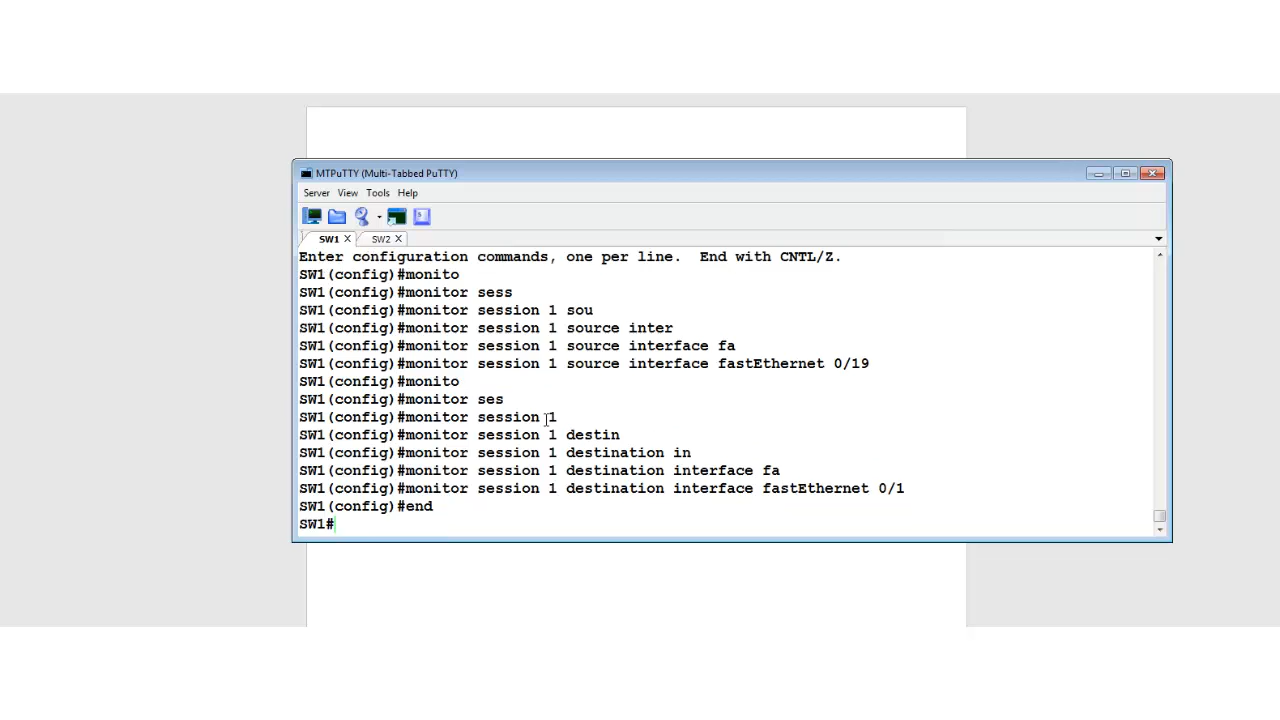 MTPuTTY (Multi-Tabbed PuTTY)
Server View Tools Help
SW1 X SW2 X
Enter configuration commands, one per line.  End with CNTL/Z.
SW1(config)#monito
SW1(config)#monitor sess
SW1(config)#monitor session 1 sou
SW1(config)#monitor session 1 source inter
SW1(config)#monitor session 1 source interface fa
SW1(config)#monitor session 1 source interface fastEthernet 0/19
SW1(config)#monito
SW1(config)#monitor ses
SW1(config)#monitor session 1
SW1(config)#monitor session 1 destin
SW1(config)#monitor session 1 destination in
SW1(config)#monitor session 1 destination interface fa
SW1(config)#monitor session 1 destination interface fastEthernet 0/1
SW1(config)#end
SW1#